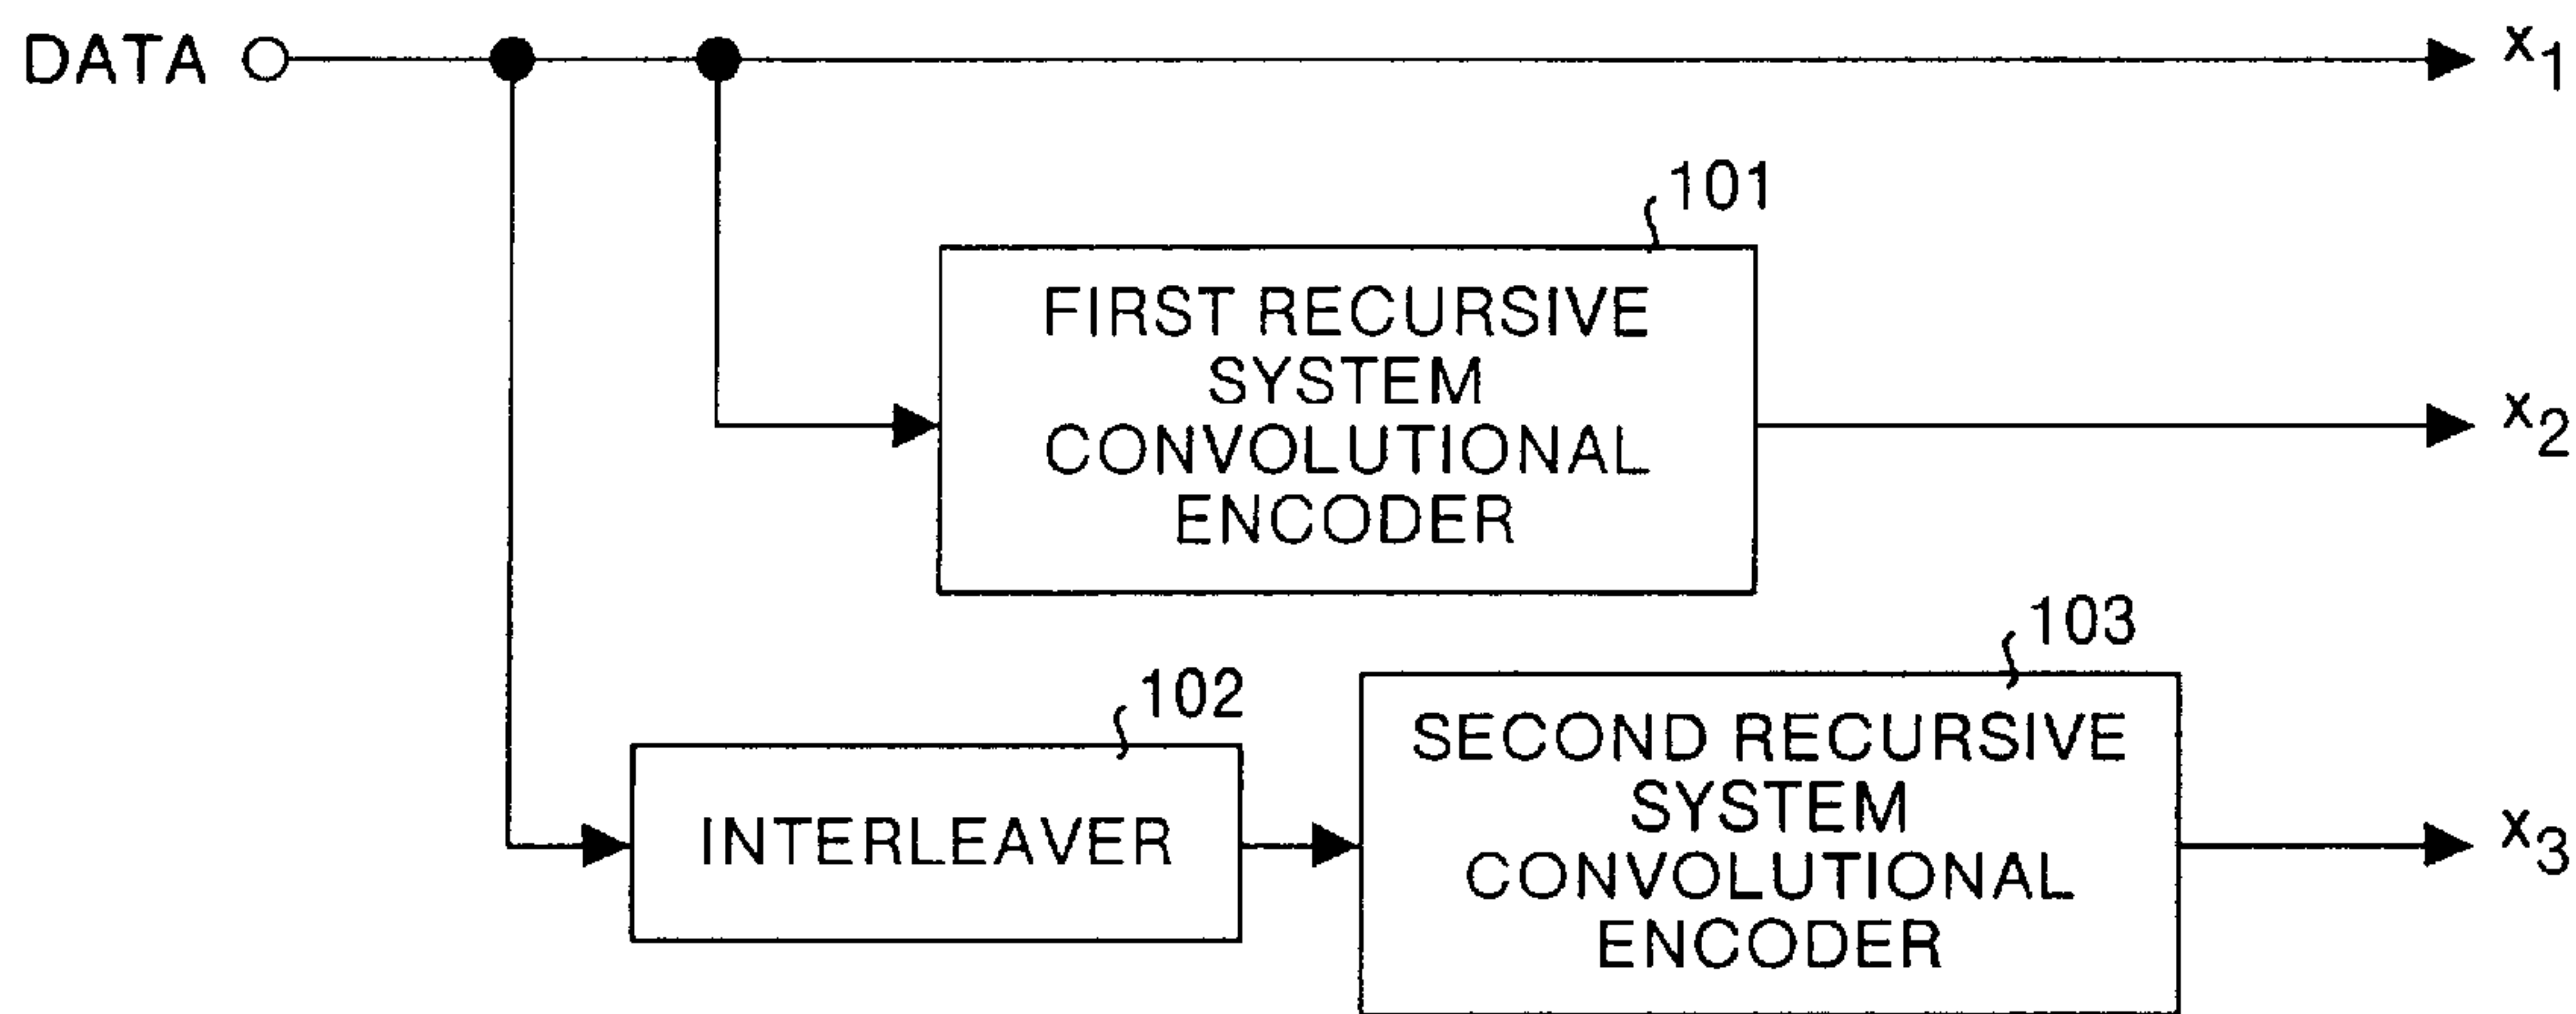 DATA
x1
101
FIRST RECURSIVE
SYSTEM
CONVOLUTIONAL
ENCODER
x2
102
INTERLEAVER
103
SECOND RECURSIVE
SYSTEM
CONVOLUTIONAL
ENCODER
x3